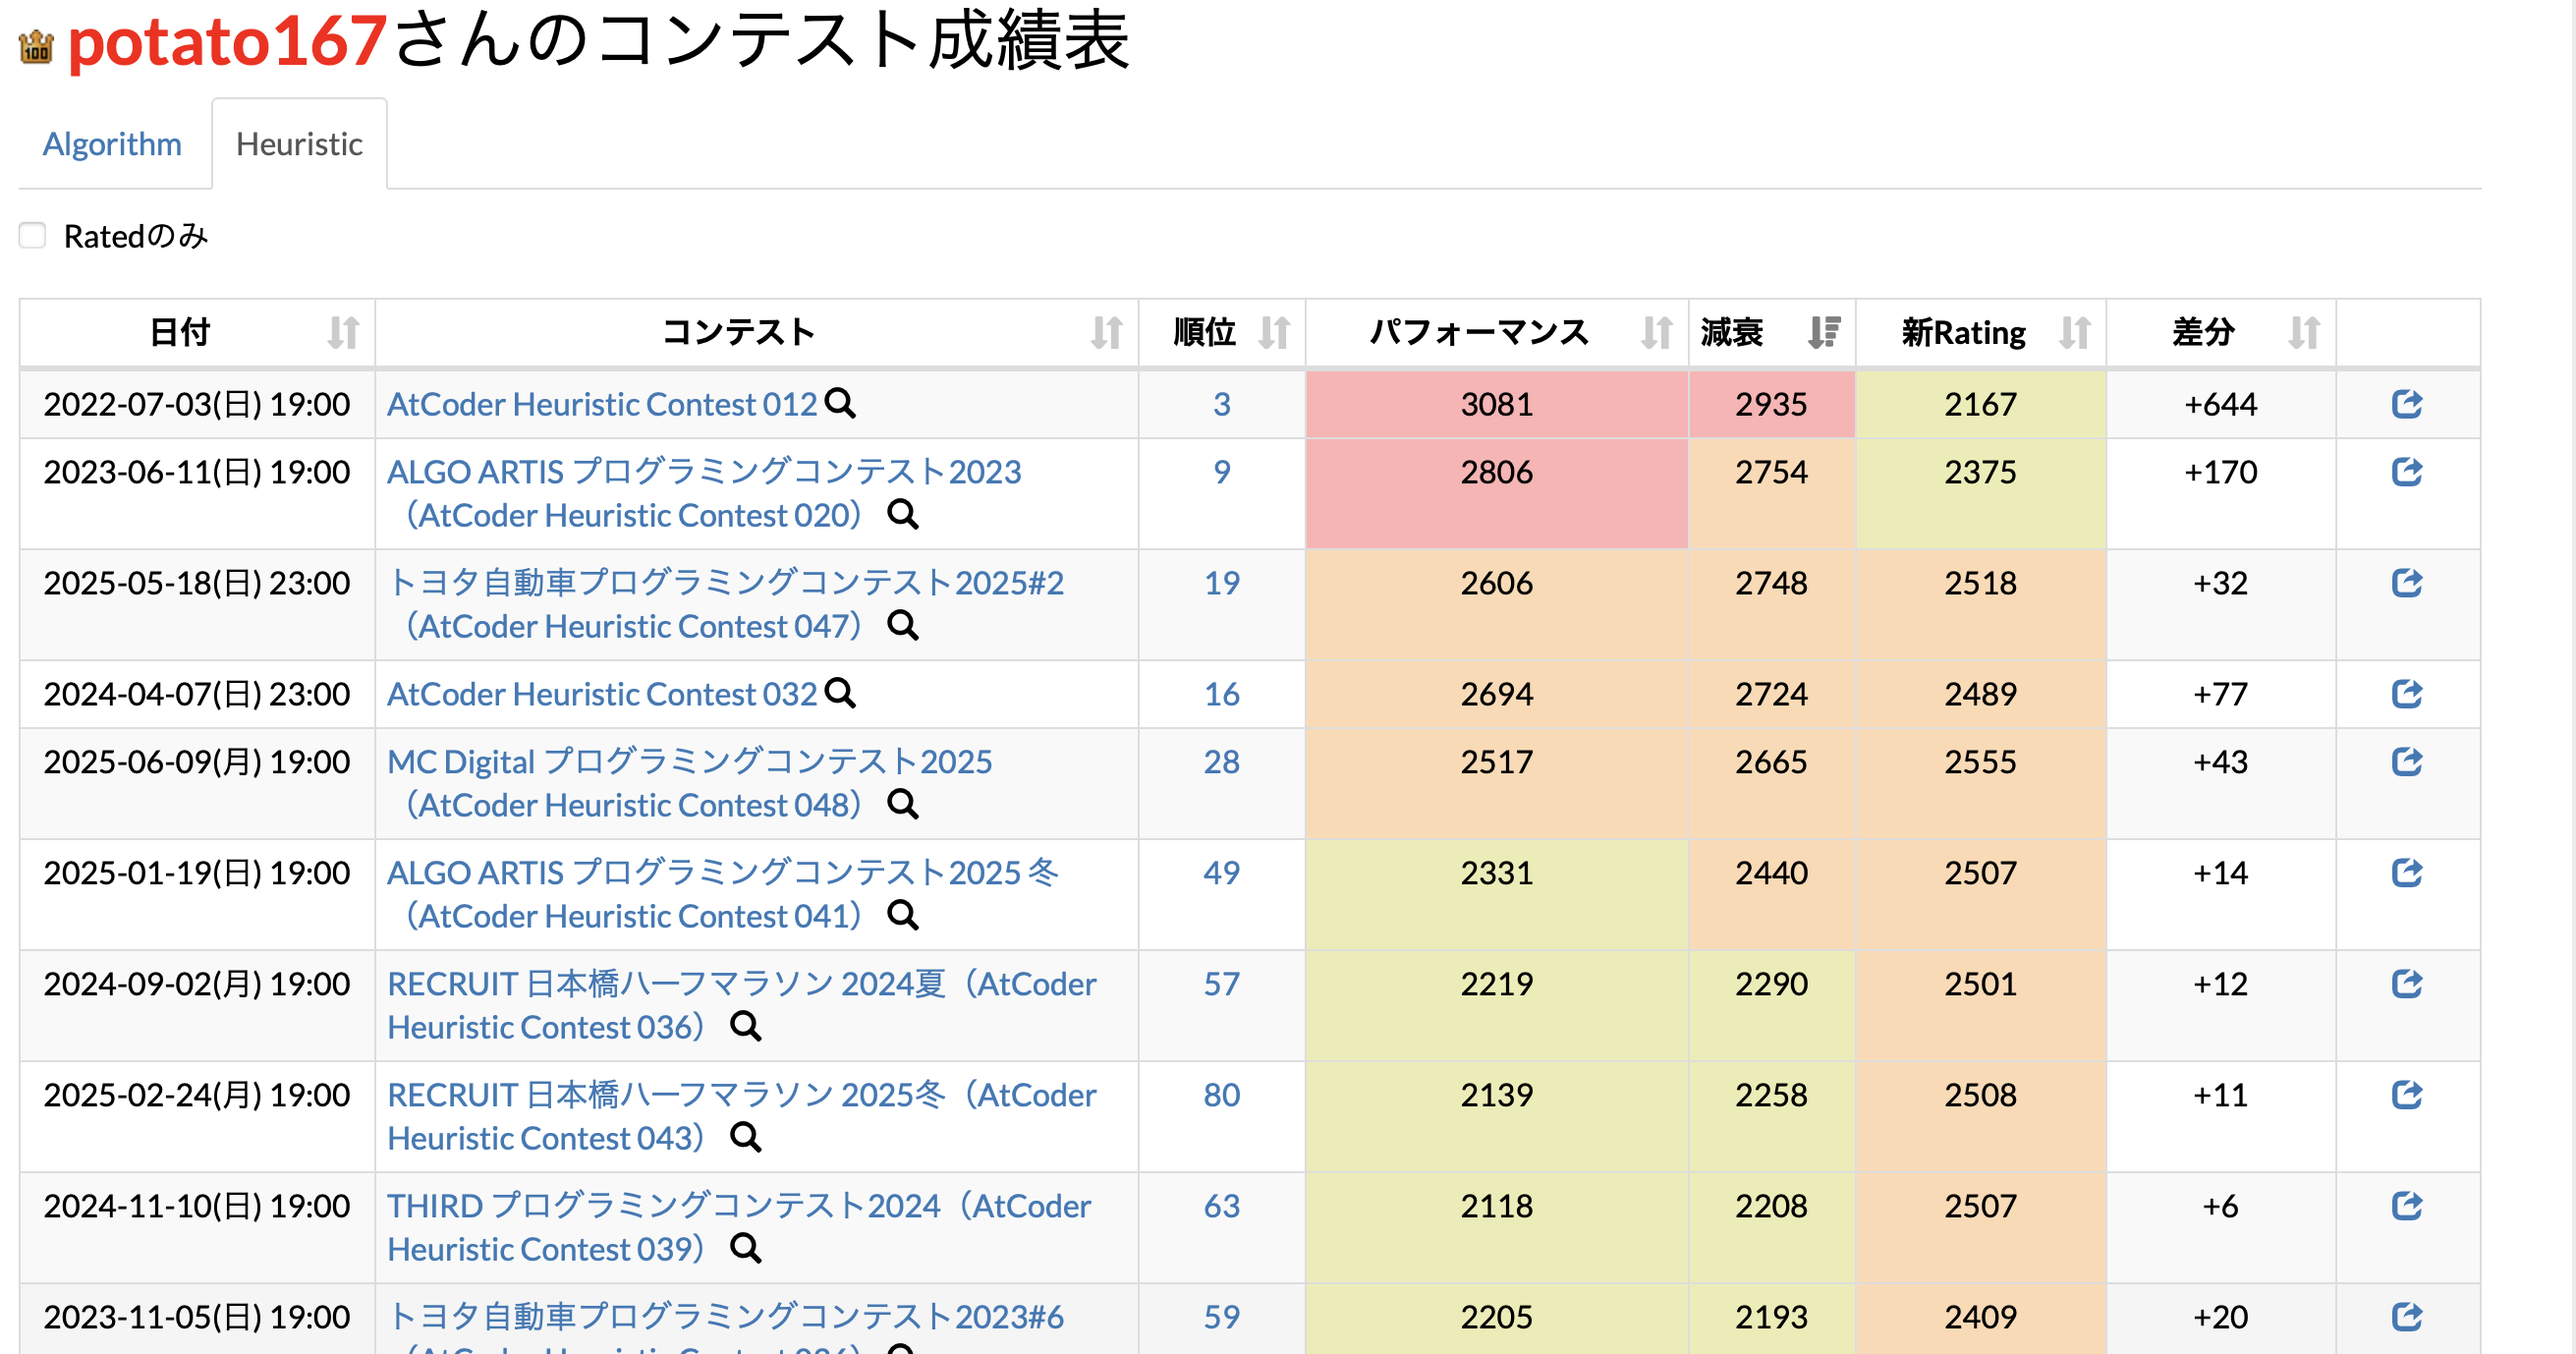 100 potato167さんのコンテスト成績表
Algorithm Heuristic
Ratedのみ
日付 コンテスト 順位 パフォーマンス 減衰 新Rating 差分
2022-07-03(日) 19:00 AtCoder Heuristic Contest 012 3 3081 2935 2167 +644
2023-06-11(日) 19:00 ALGO ARTIS プログラミングコンテスト2023 9 2806 2754 2375 +170
（AtCoder Heuristic Contest 020）
2025-05-18(日) 23:00 トヨタ自動車プログラミングコンテスト2025#2 19 2606 2748 2518 +32
（AtCoder Heuristic Contest 047）
2024-04-07(日) 23:00 AtCoder Heuristic Contest 032 16 2694 2724 2489 +77
2025-06-09(月) 19:00 MC Digital プログラミングコンテスト2025 28 2517 2665 2555 +43
（AtCoder Heuristic Contest 048）
2025-01-19(日) 19:00 ALGO ARTIS プログラミングコンテスト2025 冬 49 2331 2440 2507 +14
（AtCoder Heuristic Contest 041）
2024-09-02(月) 19:00 RECRUIT 日本橋ハーフマラソン 2024夏（AtCoder 57 2219 2290 2501 +12
Heuristic Contest 036）
2025-02-24(月) 19:00 RECRUIT 日本橋ハーフマラソン 2025冬（AtCoder 80 2139 2258 2508 +11
Heuristic Contest 043）
2024-11-10(日) 19:00 THIRD プログラミングコンテスト2024（AtCoder 63 2118 2208 2507 +6
Heuristic Contest 039）
2023-11-05(日) 19:00 トヨタ自動車プログラミングコンテスト2023#6 59 2205 2193 2409 +20